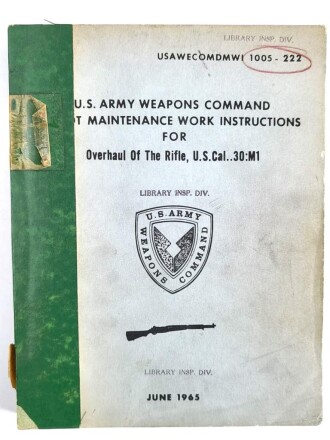 LIBRARY INSP. DIV.
USAWECOMDMWI 1005-222
U.S. ARMY WEAPONS COMMAND
OT MAINTENANCE WORK INSTRUCTIONS
FOR
Overhaul Of The Rifle, U.S.Cal..30:M1
LIBRARY INSP. DIV.
U.S. ARMY
WEAPONS COMMAND
LIBRARY INSP. DIV.
JUNE 1965